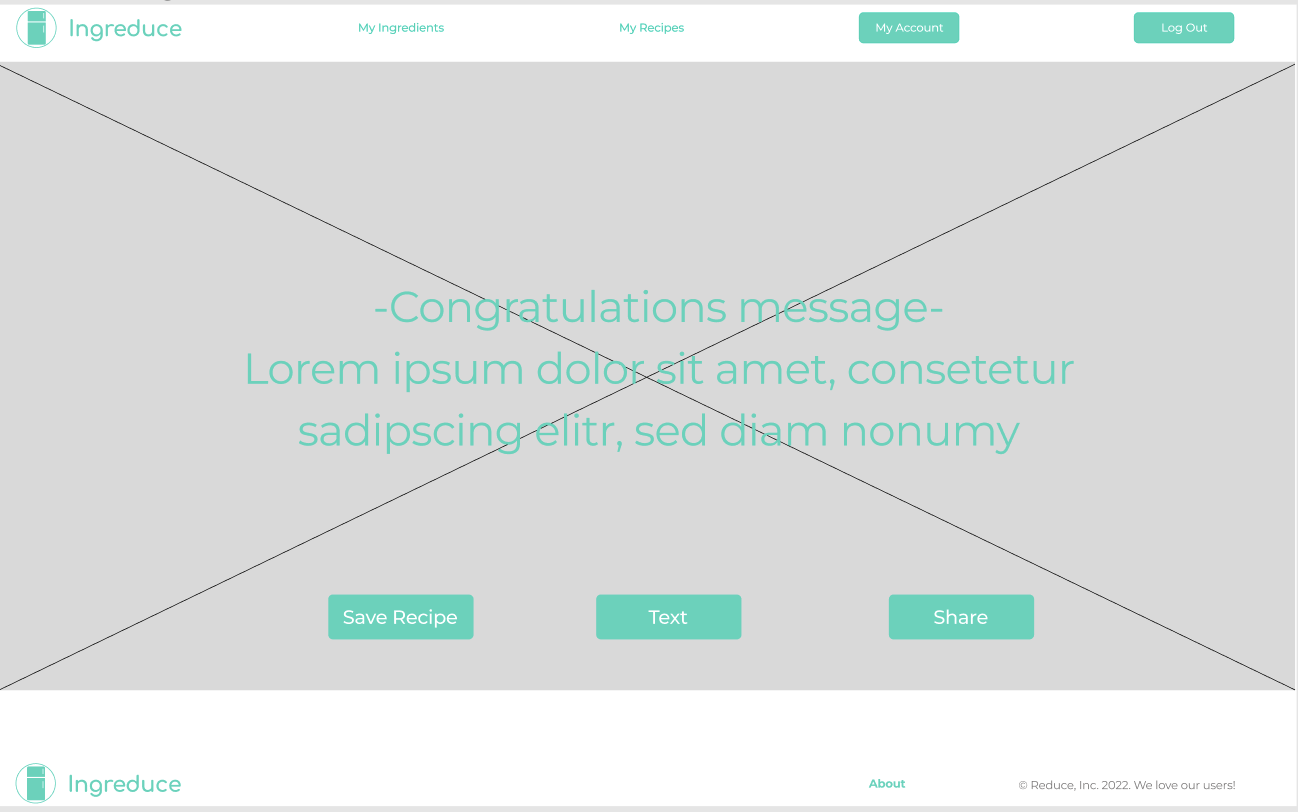 Ingreduce
My Ingredients
My Recipes
My Account
Log Out
-Congratulations message-
Lorem ipsum dolor sit amet, consetetur
sadipscing elitr, sed diam nonumy
Save Recipe
Text
Share
Ingreduce
About
© Reduce, Inc. 2022. We love our users!